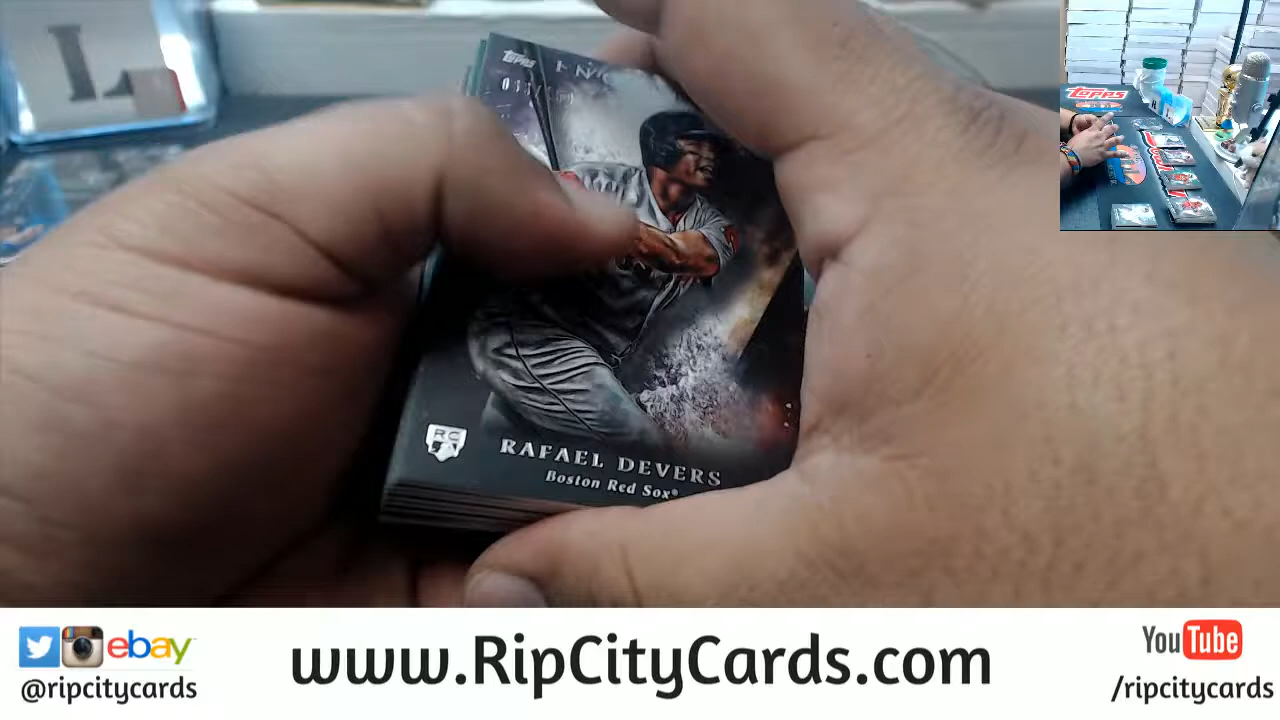 topps
topps
RC
RAFAEL DEVERS
Boston Red Sox
ebay
@ripcitycards
www.RipCityCards.com
YouTube
/ripcitycards